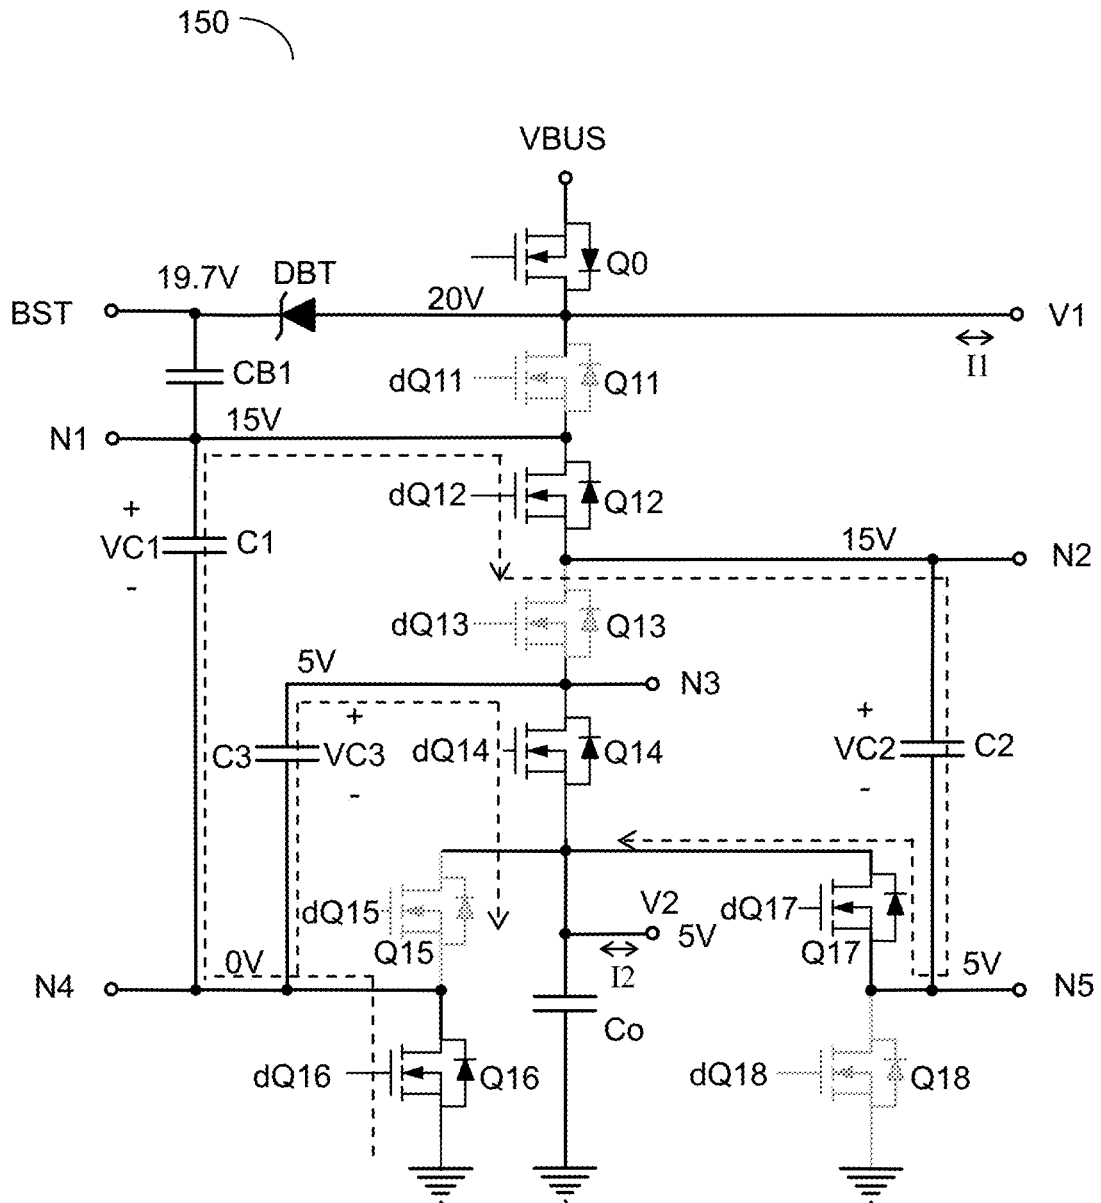 150
VBUS
Q0
19.7V DBT
BST 20V V1
I1
CB1 dQ11 Q11
N1 15V
dQ12 Q12
+
VC1 C1 15V N2
-
dQ13 Q13
5V N3
+ +
C3 VC3 dQ14 Q14 VC2 C2
- -
V2
dQ15 5V dQ17
Q15 Q17
N4 0V I2 5V N5
Co
dQ16 Q16 dQ18 Q18